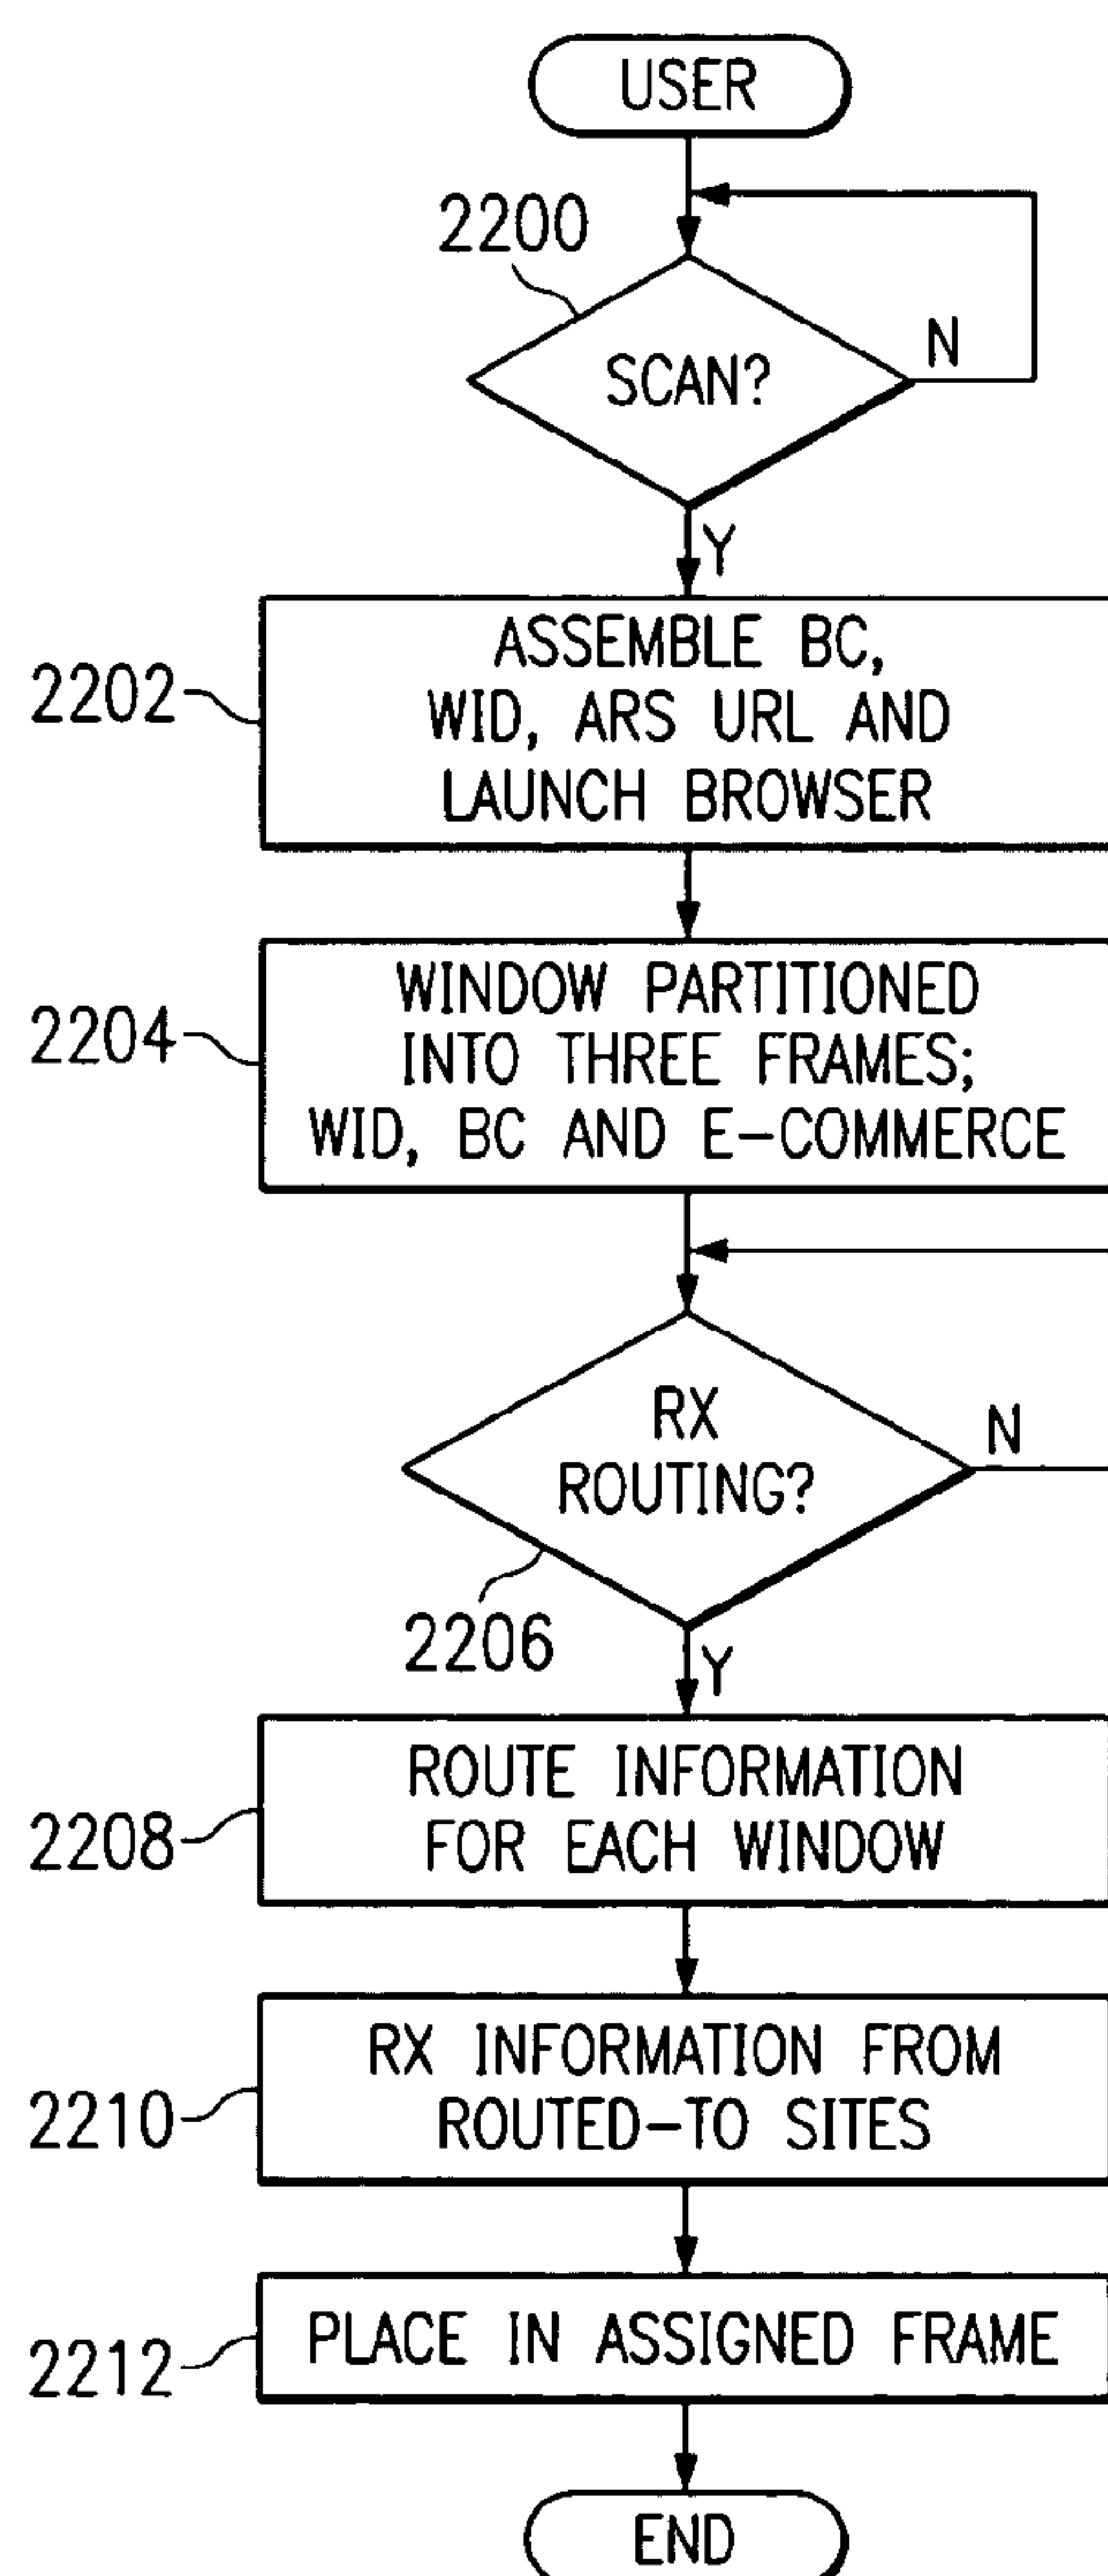 USER
2200
SCAN?
N
Y
2202
ASSEMBLE BC,
WID, ARS URL AND
LAUNCH BROWSER
2204
WINDOW PARTITIONED
INTO THREE FRAMES;
WID, BC AND E-COMMERCE
RX
ROUTING?
N
2206
Y
2208
ROUTE INFORMATION
FOR EACH WINDOW
2210
RX INFORMATION FROM
ROUTED-TO SITES
2212
PLACE IN ASSIGNED FRAME
END